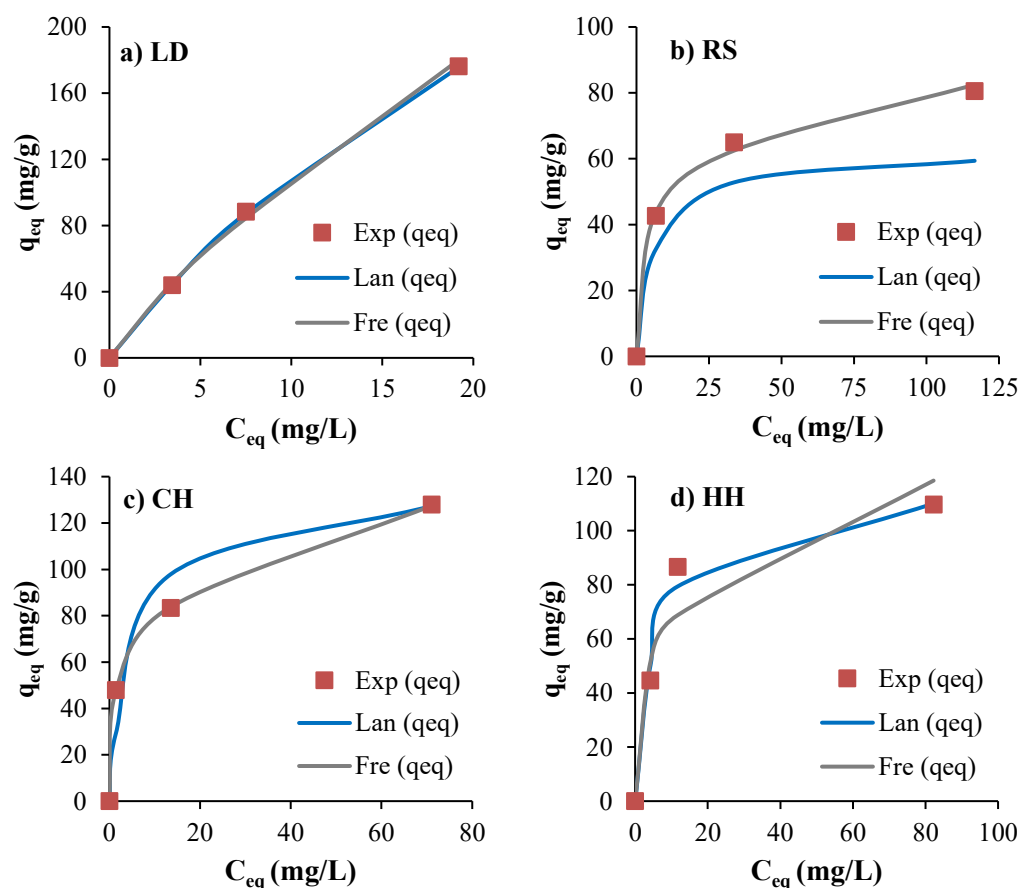 a) LD
q_eq (mg/g)
200
160
120
80
40
0
Exp (qeq)
Lan (qeq)
Fre (qeq)
0 5 10 15 20
C_eq (mg/L)
b) RS
q_eq (mg/g)
100
80
60
40
20
0
Exp (qeq)
Lan (qeq)
Fre (qeq)
0 25 50 75 100 125
C_eq (mg/L)
c) CH
q_eq (mg/g)
140
120
100
80
60
40
20
0
Exp (qeq)
Lan (qeq)
Fre (qeq)
0 20 40 60 80
C_eq (mg/L)
d) HH
q_eq (mg/g)
120
100
80
60
40
20
0
Exp (qeq)
Lan (qeq)
Fre (qeq)
0 20 40 60 80 100
C_eq (mg/L)